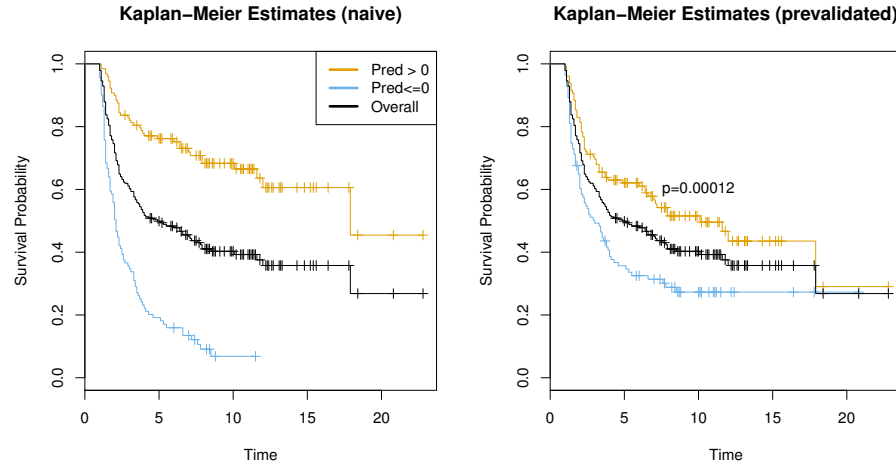 Kaplan−Meier Estimates (naive)
Kaplan−Meier Estimates (prevalidated)
Survival Probability
1.0
0.8
0.6
0.4
0.2
0.0
Pred > 0
Pred<=0
Overall
0 5 10 15 20
Time
Survival Probability
1.0
0.8
0.6
0.4
0.2
0.0
p=0.00012
0 5 10 15 20
Time